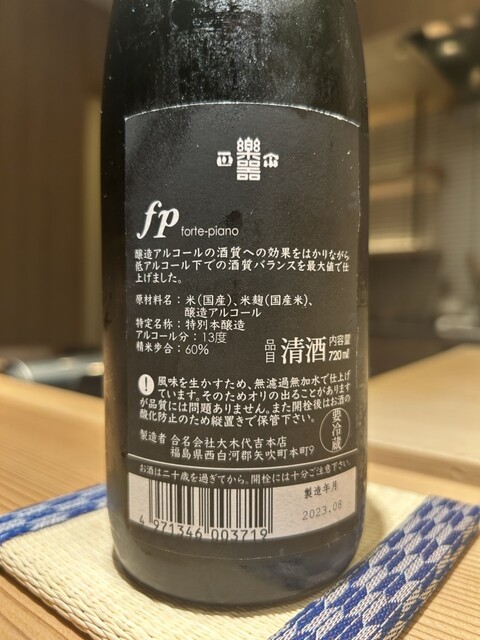 樂器
正
fp forte-piano
醸造アルコールの酒質への効果をはかりながら、
低アルコール下での酒質バランスを最大値で仕
上げました。
原材料名:米(国産)、米麹(国産米)、
醸造アルコール
特定名称:特別本醸造
アルコール分:13度
精米歩合:60%
品目 清酒 内容量 720ml
! 風味を生かすため、無濾過無加水で仕上げ
ています。そのためオリの出ることがあります
が品質には問題ありません。また開栓後はお酒の
酸化防止のため縦置きで保管下さい。
要冷蔵
製造者 合名会社大木代吉本店
福島県西白河郡矢吹町本町9
お酒は二十歳を過ぎてから。開栓には十分ご注意下さい。
製造年月
2023.08
4 971346 003719